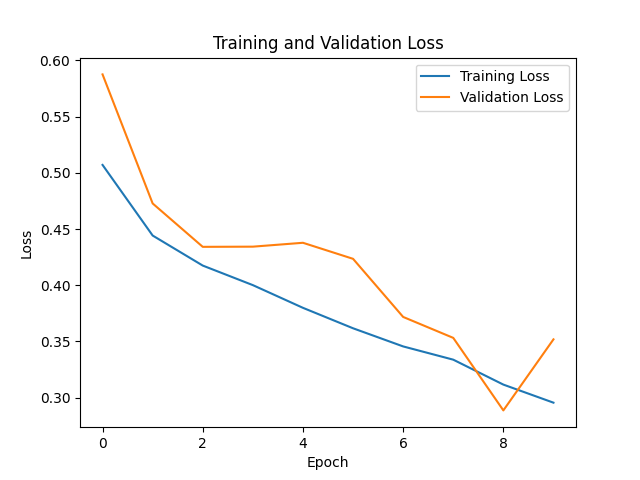 Training and Validation Loss
Training Loss
Validation Loss
0.60
0.55
0.50
0.45
0.40
0.35
0.30
Loss
0 2 4 6 8
Epoch